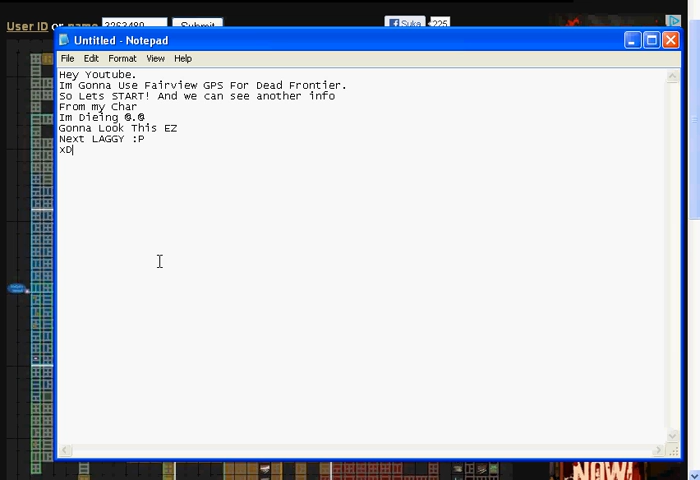 User ID or name 3263480 Submit
Suka 225
Untitled - Notepad
File Edit Format View Help
Hey Youtube.
Im Gonna Use Fairview GPS For Dead Frontier.
So Lets START! And we can see another info
From my Char
Im Dieing @.@
Gonna Look This EZ
Next LAGGY :P
xD
NOW!